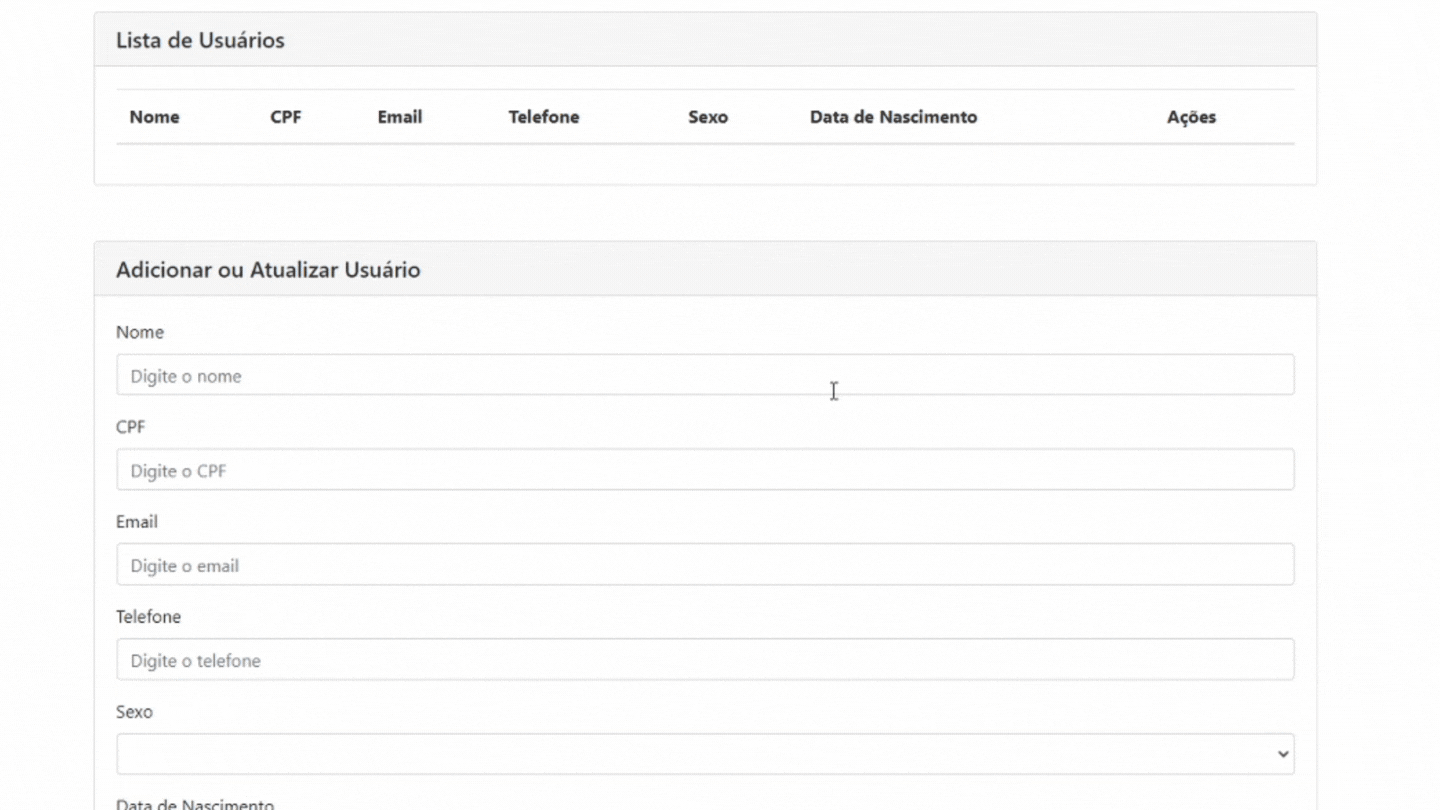 Lista de Usuários
Nome CPF Email Telefone Sexo Data de Nascimento Ações
Adicionar ou Atualizar Usuário
Nome
Digite o nome
CPF
Digite o CPF
Email
Digite o email
Telefone
Digite o telefone
Sexo
Data de Nascimento